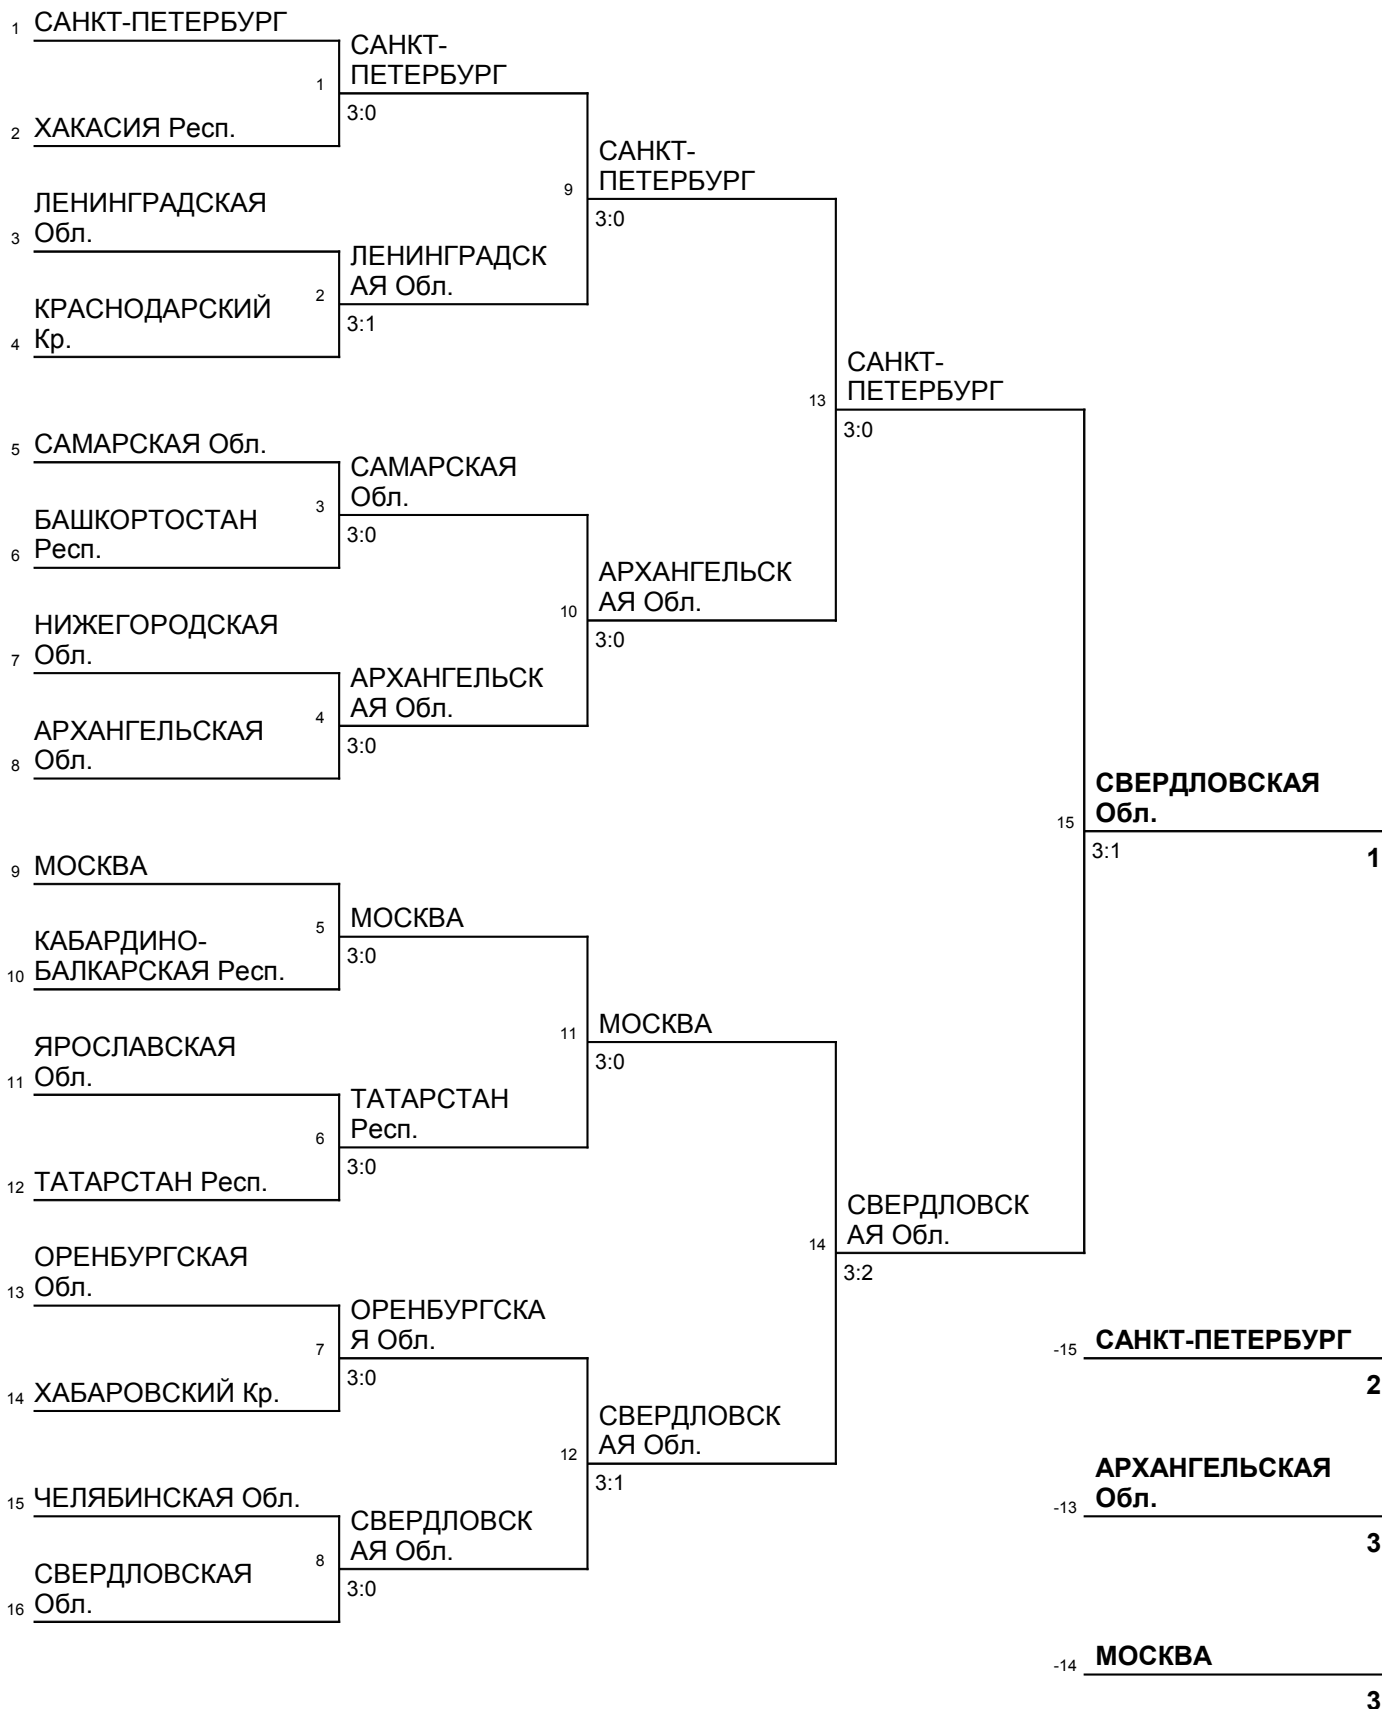 1 САНКТ-ПЕТЕРБУРГ
САНКТ-
ПЕТЕРБУРГ
1
3:0
2 ХАКАСИЯ Респ.
САНКТ-
ПЕТЕРБУРГ
9
3:0
ЛЕНИНГРАДСКАЯ
3 Обл.
ЛЕНИНГРАДСК
АЯ Обл.
2
3:1
КРАСНОДАРСКИЙ
4 Кр.
САНКТ-
ПЕТЕРБУРГ
13
3:0
5 САМАРСКАЯ Обл.
САМАРСКАЯ
Обл.
3
3:0
БАШКОРТОСТАН
6 Респ.
АРХАНГЕЛЬСК
АЯ Обл.
10
3:0
НИЖЕГОРОДСКАЯ
7 Обл.
АРХАНГЕЛЬСК
АЯ Обл.
4
3:0
АРХАНГЕЛЬСКАЯ
8 Обл.
СВЕРДЛОВСКАЯ
Обл.
15
3:1
1
9 МОСКВА
5
МОСКВА
3:0
КАБАРДИНО-
10 БАЛКАРСКАЯ Респ.
11
МОСКВА
3:0
ЯРОСЛАВСКАЯ
11 Обл.
ТАТАРСТАН
Респ.
6
3:0
12 ТАТАРСТАН Респ.
СВЕРДЛОВСК
АЯ Обл.
14
3:2
ОРЕНБУРГСКАЯ
13 Обл.
ОРЕНБУРГСКА
Я Обл.
7
3:0
14 ХАБАРОВСКИЙ Кр.
-15 САНКТ-ПЕТЕРБУРГ
2
СВЕРДЛОВСК
АЯ Обл.
12
3:1
15 ЧЕЛЯБИНСКАЯ Обл.
СВЕРДЛОВСК
АЯ Обл.
8
3:0
СВЕРДЛОВСКАЯ
16 Обл.
АРХАНГЕЛЬСКАЯ
-13 Обл.
3
-14 МОСКВА
3